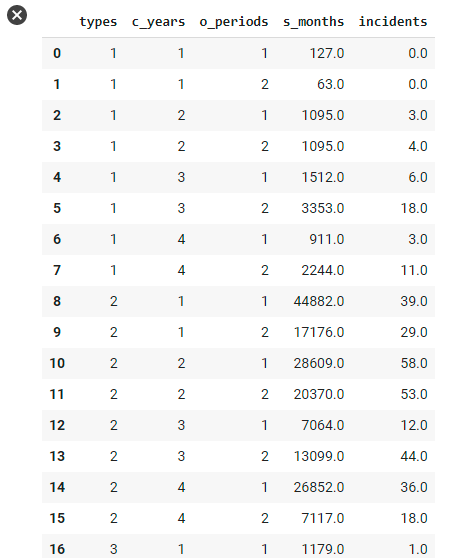 types c_years o_periods s_months incidents
0 1 1 1 127.0 0.0
1 1 1 2 63.0 0.0
2 1 2 1 1095.0 3.0
3 1 2 2 1095.0 4.0
4 1 3 1 1512.0 6.0
5 1 3 2 3353.0 18.0
6 1 4 1 911.0 3.0
7 1 4 2 2244.0 11.0
8 2 1 1 44882.0 39.0
9 2 1 2 17176.0 29.0
10 2 2 1 28609.0 58.0
11 2 2 2 20370.0 53.0
12 2 3 1 7064.0 12.0
13 2 3 2 13099.0 44.0
14 2 4 1 26852.0 36.0
15 2 4 2 7117.0 18.0
16 3 1 1 1179.0 1.0